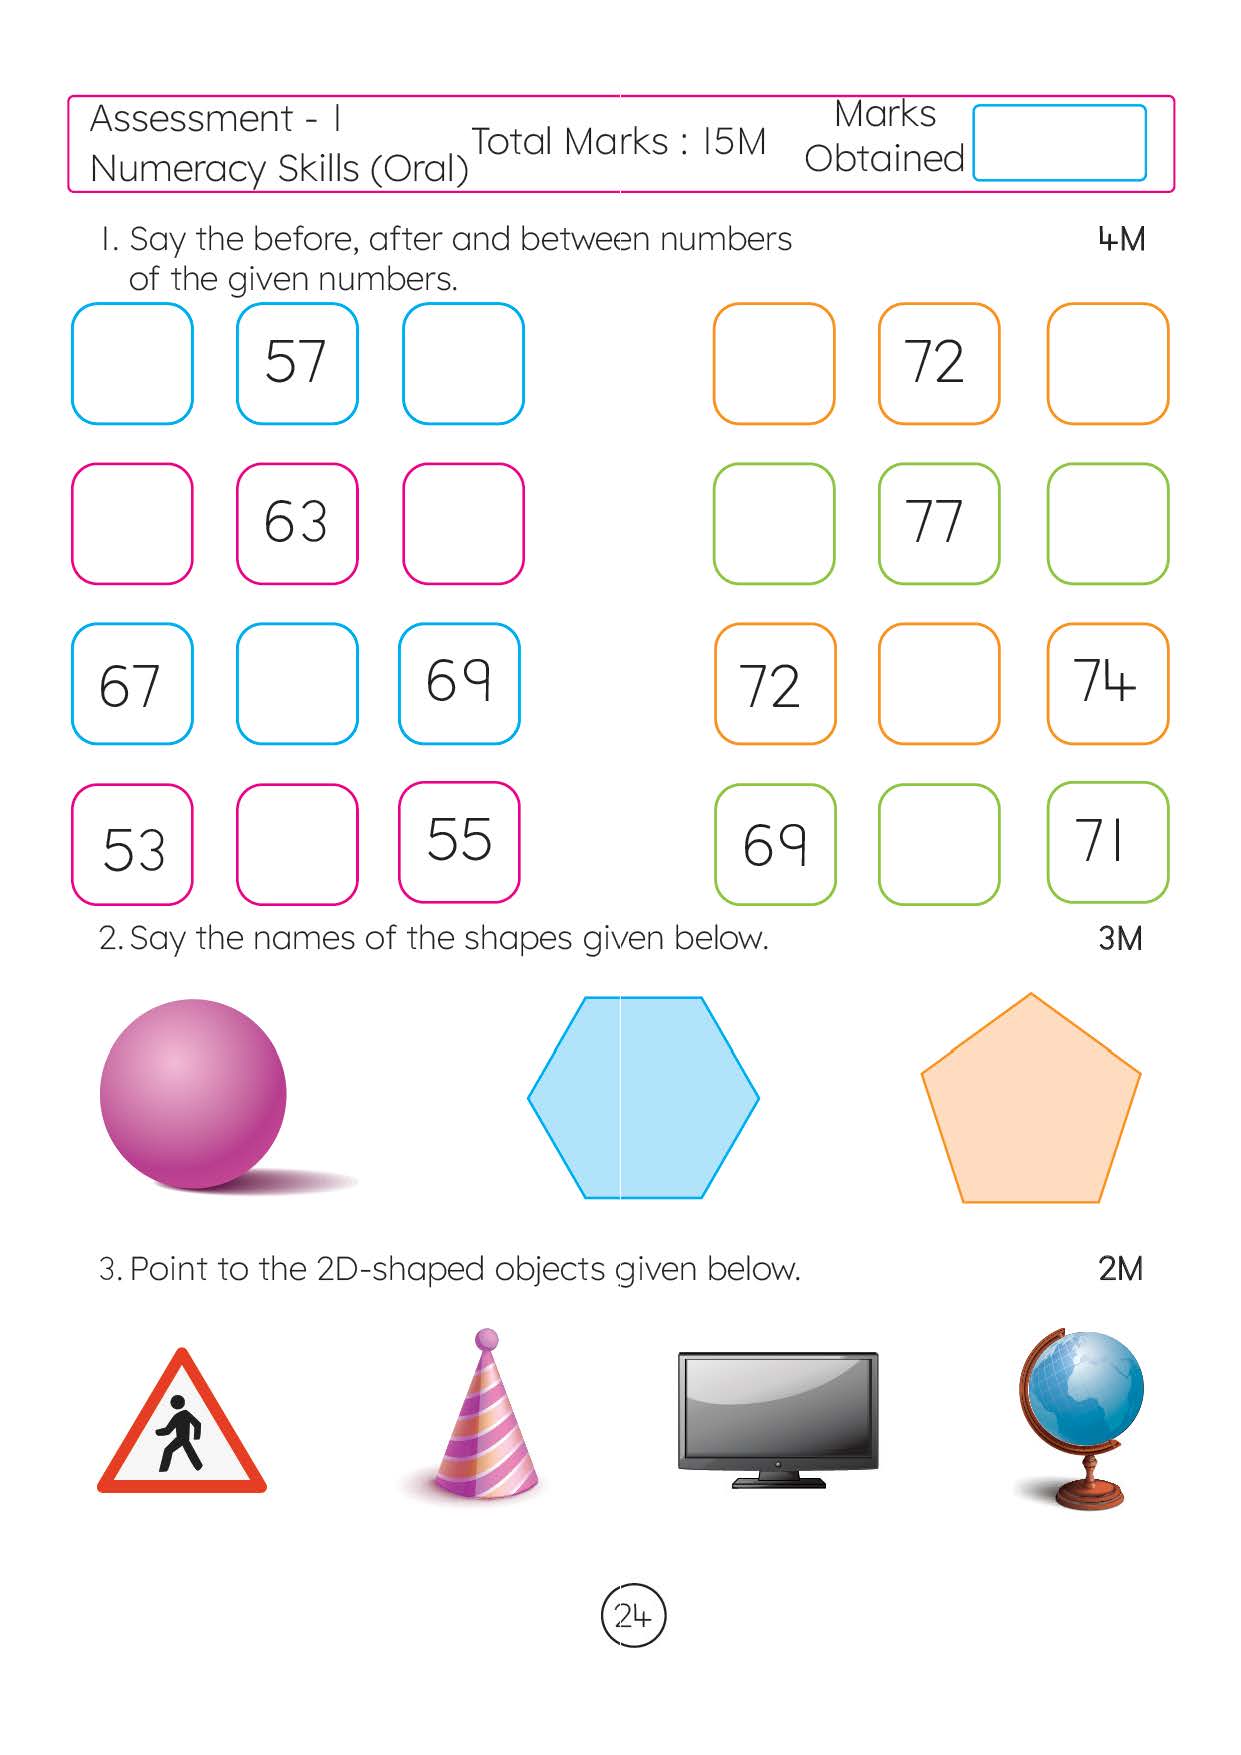 Assessment - 1
Numeracy Skills (Oral)
Total Marks : 15M
Marks
Obtained
1. Say the before, after and between numbers
of the given numbers.
4M
57
72
63
77
67 69
72 74
53 55
69 71
2. Say the names of the shapes given below.
3M
3. Point to the 2D-shaped objects given below.
2M
24